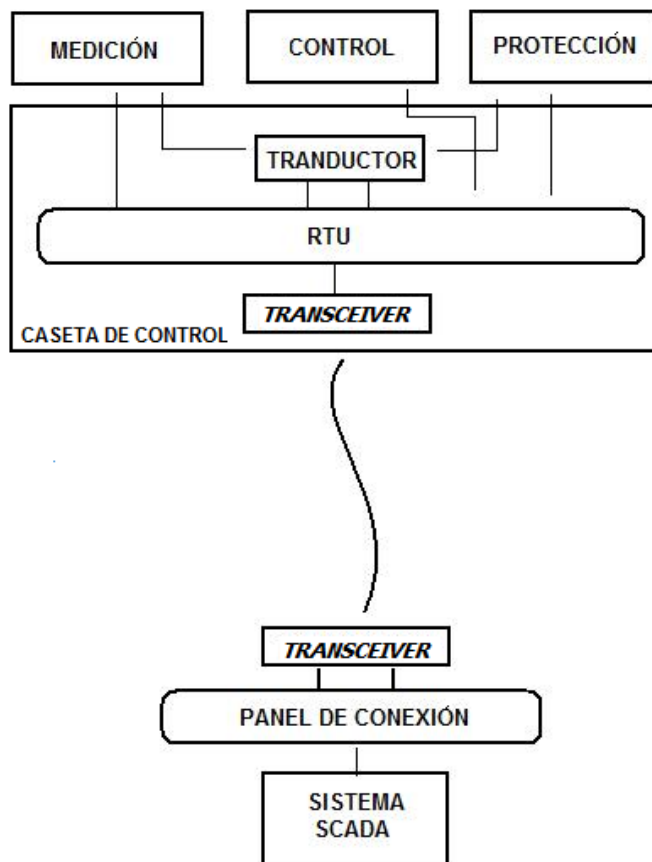 MEDICIÓN
CONTROL
PROTECCIÓN
TRANDUCTOR
RTU
TRANSCEIVER
CASETA DE CONTROL
TRANSCEIVER
PANEL DE CONEXIÓN
SISTEMA
SCADA